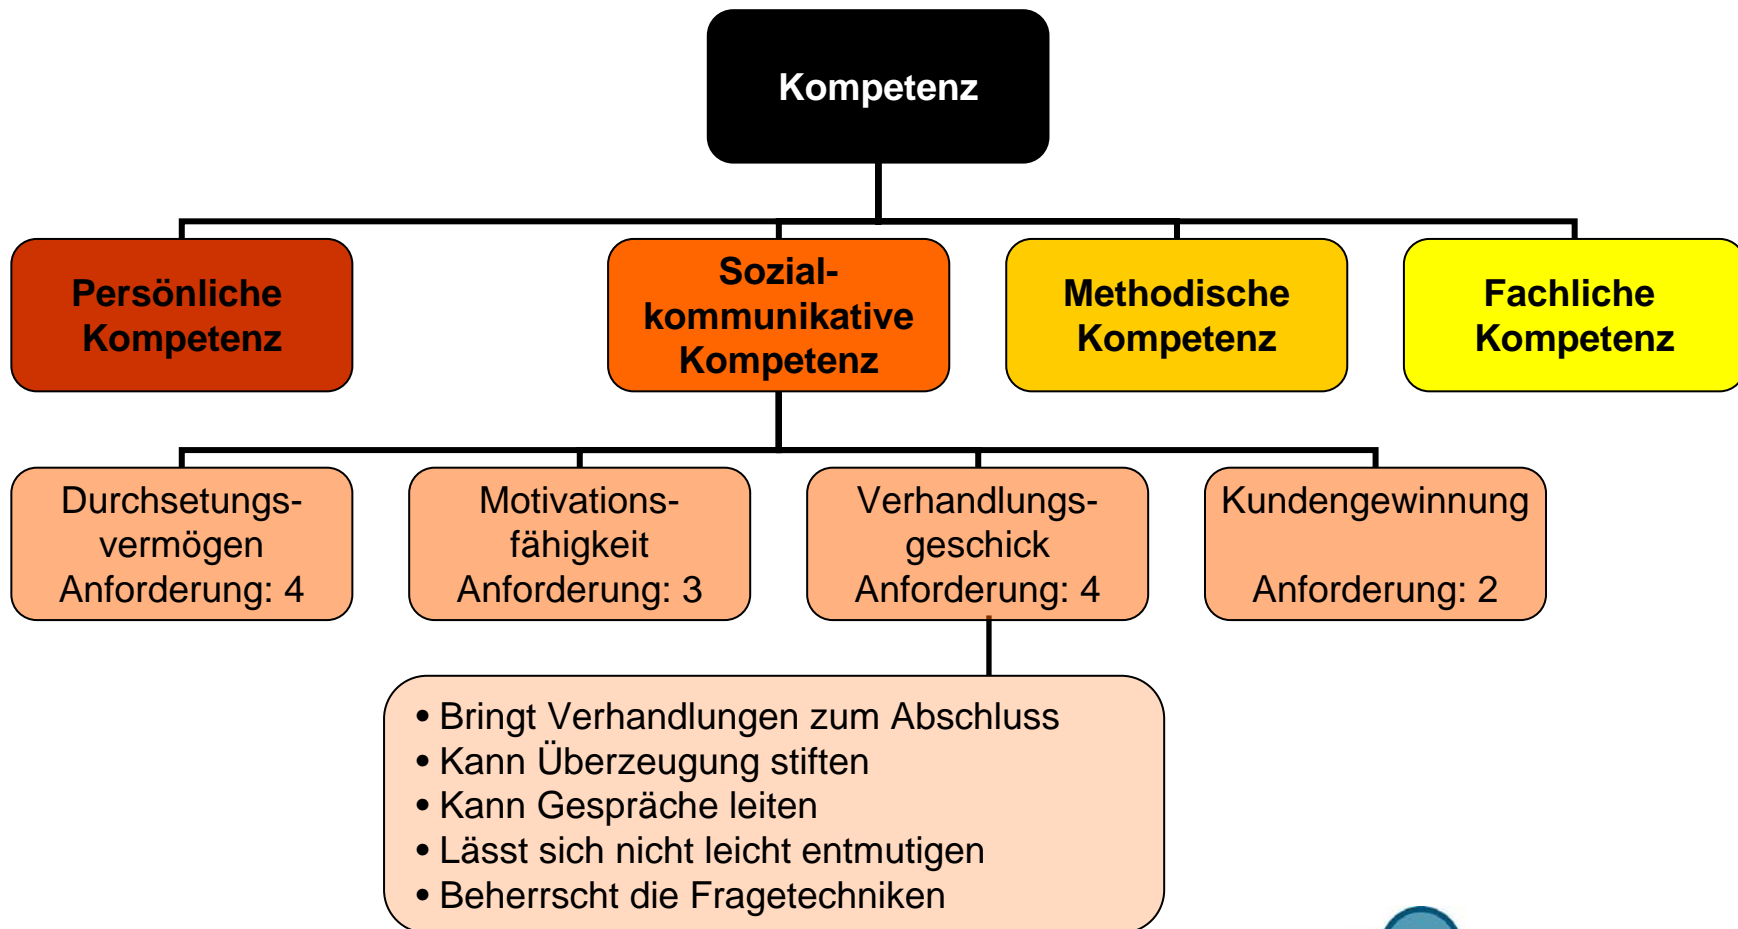 Kompetenz
Persönliche
Kompetenz
Sozial-
kommunikative
Kompetenz
Methodische
Kompetenz
Fachliche
Kompetenz
Durchsetungs-
vermögen
Anforderung: 4
Motivations-
fähigkeit
Anforderung: 3
Verhandlungs-
geschick
Anforderung: 4
Kundengewinnung
Anforderung: 2
• Bringt Verhandlungen zum Abschluss
• Kann Überzeugung stiften
• Kann Gespräche leiten
• Lässt sich nicht leicht entmutigen
• Beherrscht die Fragetechniken